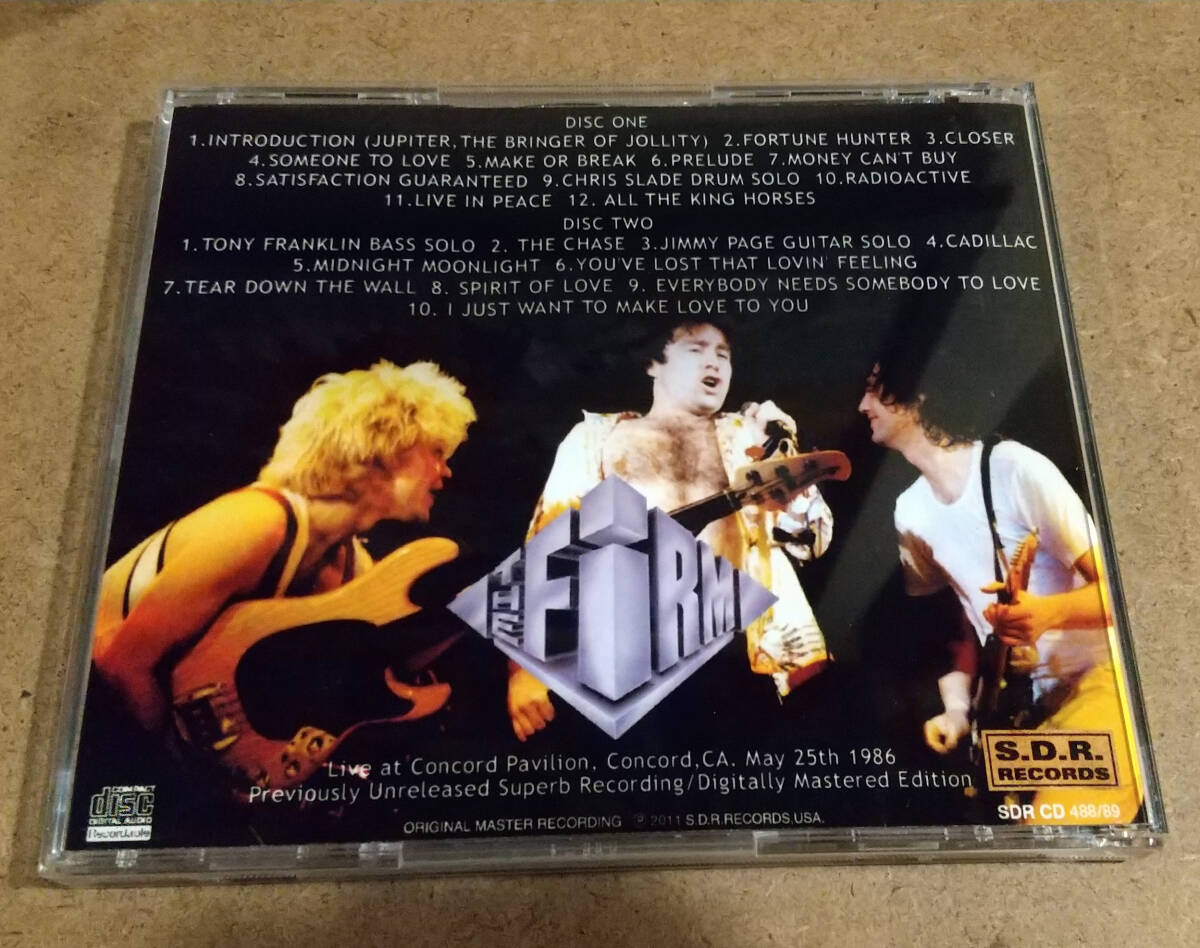 DISC ONE
1.INTRODUCTION (JUPITER, THE BRINGER OF JOLLITY) 2.FORTUNE HUNTER 3.CLOSER
4.SOMEONE TO LOVE 5.MAKE OR BREAK 6.PRELUDE 7.MONEY CAN'T BUY
8.SATISFACTION GUARANTEED 9.CHRIS SLADE DRUM SOLO 10.RADIOACTIVE
11.LIVE IN PEACE 12. ALL THE KING HORSES
DISC TWO
1.TONY FRANKLIN BASS SOLO 2. THE CHASE 3.JIMMY PAGE GUITAR SOLO 4.CADILLAC
5.MIDNIGHT MOONLIGHT 6.YOU'VE LOST THAT LOVIN' FEELING
7.TEAR DOWN THE WALL 8. SPIRIT OF LOVE 9. EVERYBODY NEEDS SOMEBODY TO LOVE
10. I JUST WANT TO MAKE LOVE TO YOU
THE FiRM
Live at Concord Pavilion, Concord,CA. May 25th 1986
Previously Unreleased Superb Recording/Digitally Mastered Edition
ORIGINAL MASTER RECORDING ℗ 2011 S.D.R.RECORDS,USA.
S.D.R.
RECORDS
SDR CD 488/89
COMPACT
disc
DIGITAL AUDIO
Recordable